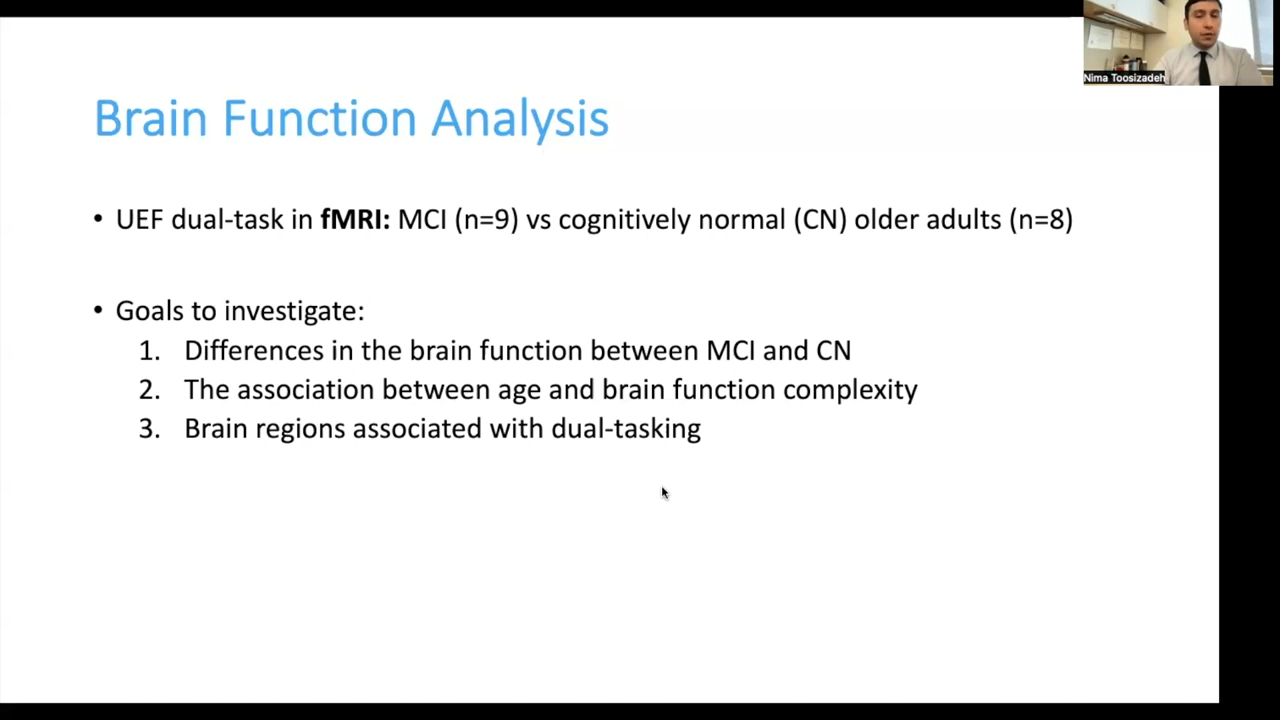 Nima Toosizadeh
Brain Function Analysis
• UEF dual-task in fMRI: MCI (n=9) vs cognitively normal (CN) older adults (n=8)
• Goals to investigate:
1. Differences in the brain function between MCI and CN
2. The association between age and brain function complexity
3. Brain regions associated with dual-tasking